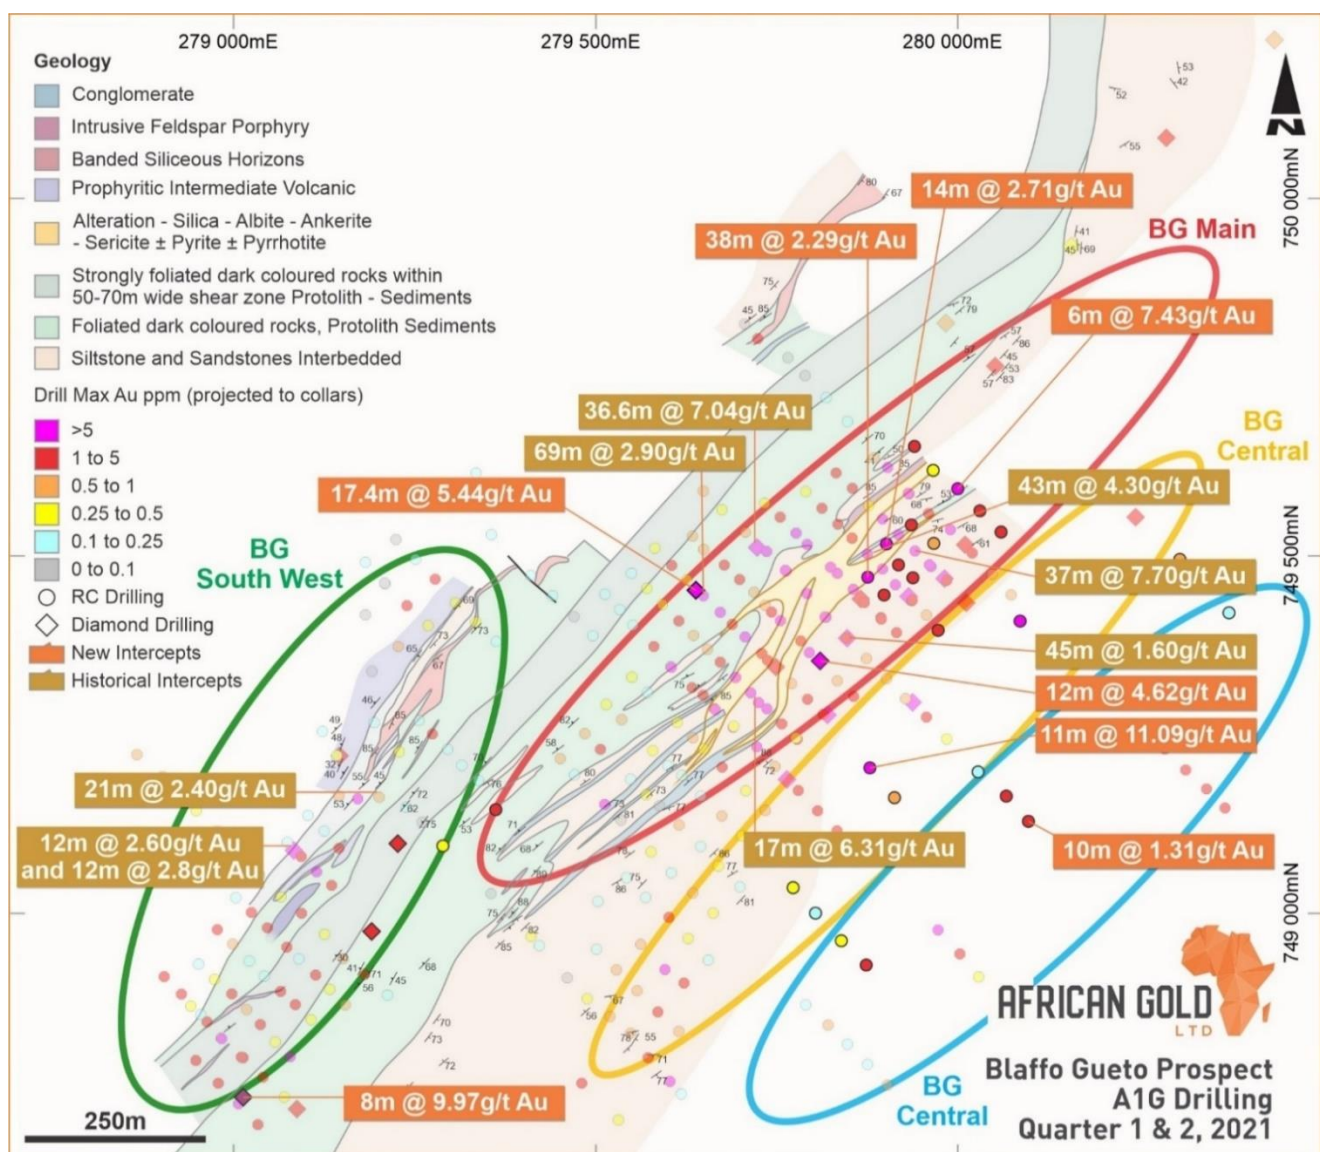 279 000mE
279 500mE
280 000mE
Geology
Conglomerate
Intrusive Feldspar Porphyry
Banded Siliceous Horizons
Prophyritic Intermediate Volcanic
Alteration - Silica - Albite - Ankerite
- Sericite ± Pyrite ± Pyrrhotite
Strongly foliated dark coloured rocks within
50-70m wide shear zone Protolith - Sediments
Foliated dark coloured rocks, Protolith Sediments
Siltstone and Sandstones Interbedded
Drill Max Au ppm (projected to collars)
>5
1 to 5
0.5 to 1
0.25 to 0.5
0.1 to 0.25
0 to 0.1
RC Drilling
Diamond Drilling
New Intercepts
Historical Intercepts
N
750 000mN
749 500mN
749 000mN
14m @ 2.71g/t Au
38m @ 2.29g/t Au
BG Main
6m @ 7.43g/t Au
36.6m @ 7.04g/t Au
69m @ 2.90g/t Au
BG
Central
17.4m @ 5.44g/t Au
43m @ 4.30g/t Au
BG
South West
37m @ 7.70g/t Au
45m @ 1.60g/t Au
12m @ 4.62g/t Au
11m @ 11.09g/t Au
21m @ 2.40g/t Au
12m @ 2.60g/t Au
and 12m @ 2.8g/t Au
17m @ 6.31g/t Au
10m @ 1.31g/t Au
8m @ 9.97g/t Au
BG
Central
250m
AFRICAN GOLD
LTD
Blaffo Gueto Prospect
A1G Drilling
Quarter 1 & 2, 2021